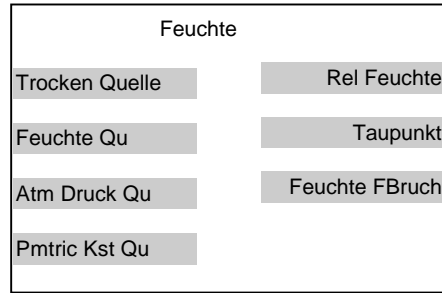 Feuchte
Trocken Quelle
Rel Feuchte
Feuchte Qu
Taupunkt
Atm Druck Qu
Feuchte FBruch
Pmtric Kst Qu